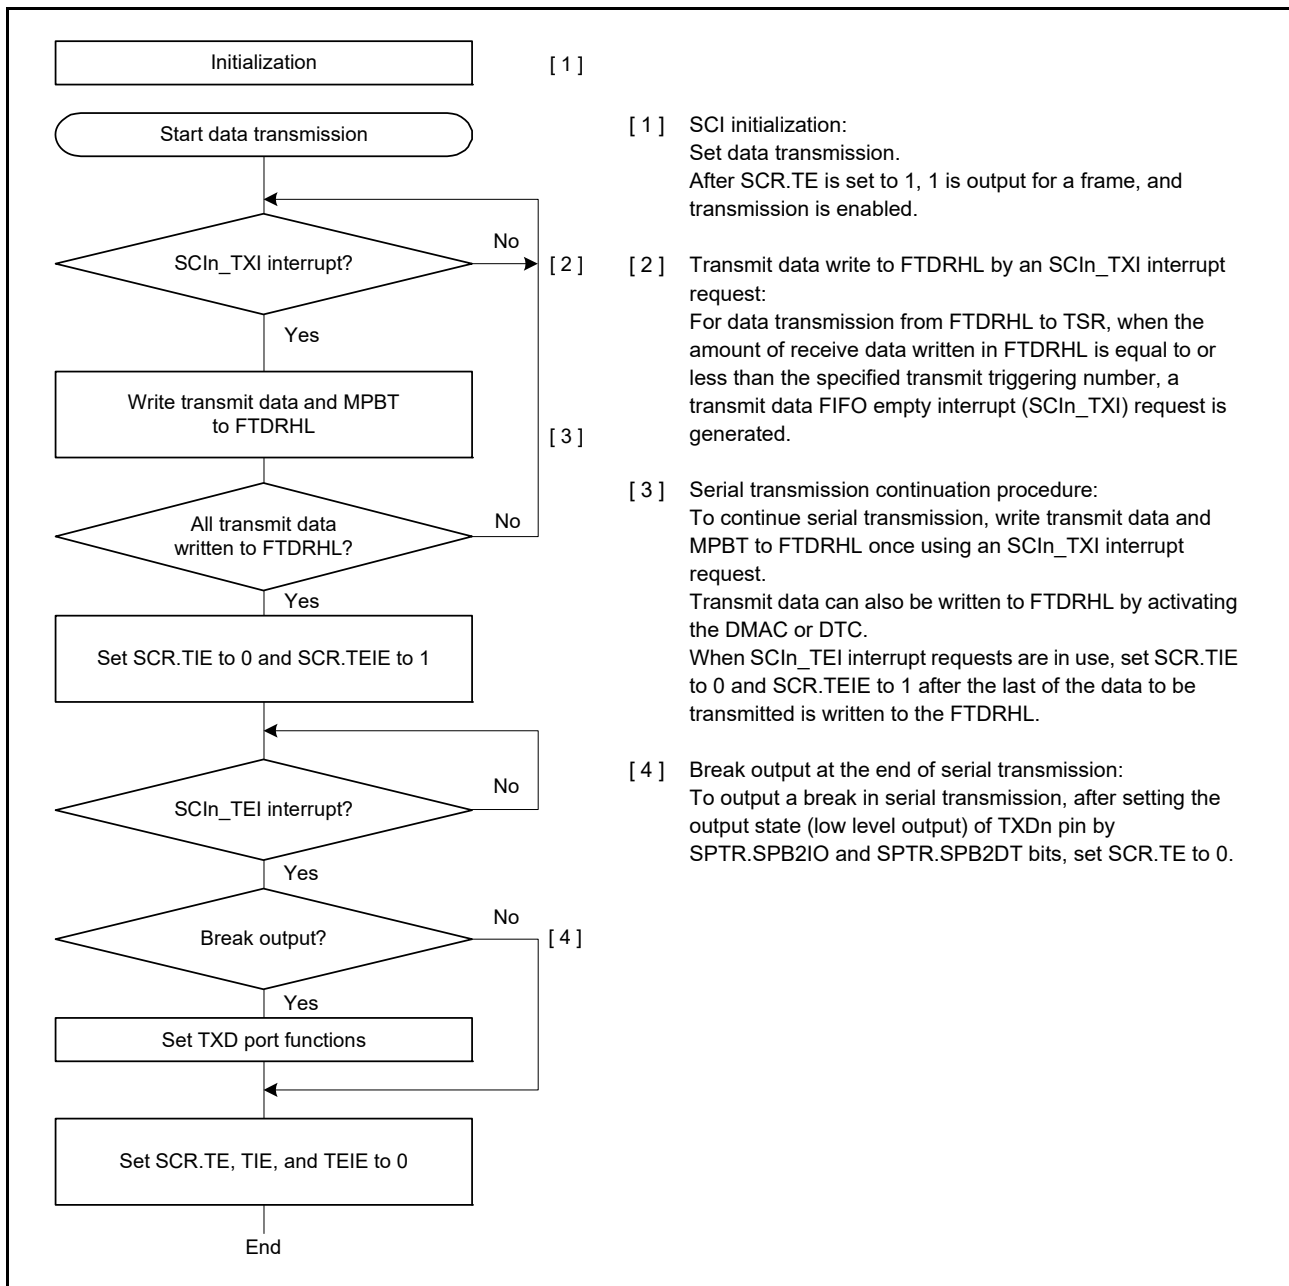 Initialization
[ 1 ]
Start data transmission
SCIn_TXI interrupt?
No
[ 2 ]
Yes
Write transmit data and MPBT
to FTDRHL
[ 3 ]
All transmit data
written to FTDRHL?
No
Yes
Set SCR.TIE to 0 and SCR.TEIE to 1
SCIn_TEI interrupt?
No
Yes
Break output?
No
[ 4 ]
Yes
Set TXD port functions
Set SCR.TE, TIE, and TEIE to 0
End
[ 1 ] SCI initialization:
Set data transmission.
After SCR.TE is set to 1, 1 is output for a frame, and
transmission is enabled.
[ 2 ] Transmit data write to FTDRHL by an SCIn_TXI interrupt
request:
For data transmission from FTDRHL to TSR, when the
amount of receive data written in FTDRHL is equal to or
less than the specified transmit triggering number, a
transmit data FIFO empty interrupt (SCIn_TXI) request is
generated.
[ 3 ] Serial transmission continuation procedure:
To continue serial transmission, write transmit data and
MPBT to FTDRHL once using an SCIn_TXI interrupt
request.
Transmit data can also be written to FTDRHL by activating
the DMAC or DTC.
When SCIn_TEI interrupt requests are in use, set SCR.TIE
to 0 and SCR.TEIE to 1 after the last of the data to be
transmitted is written to the FTDRHL.
[ 4 ] Break output at the end of serial transmission:
To output a break in serial transmission, after setting the
output state (low level output) of TXDn pin by
SPTR.SPB2IO and SPTR.SPB2DT bits, set SCR.TE to 0.